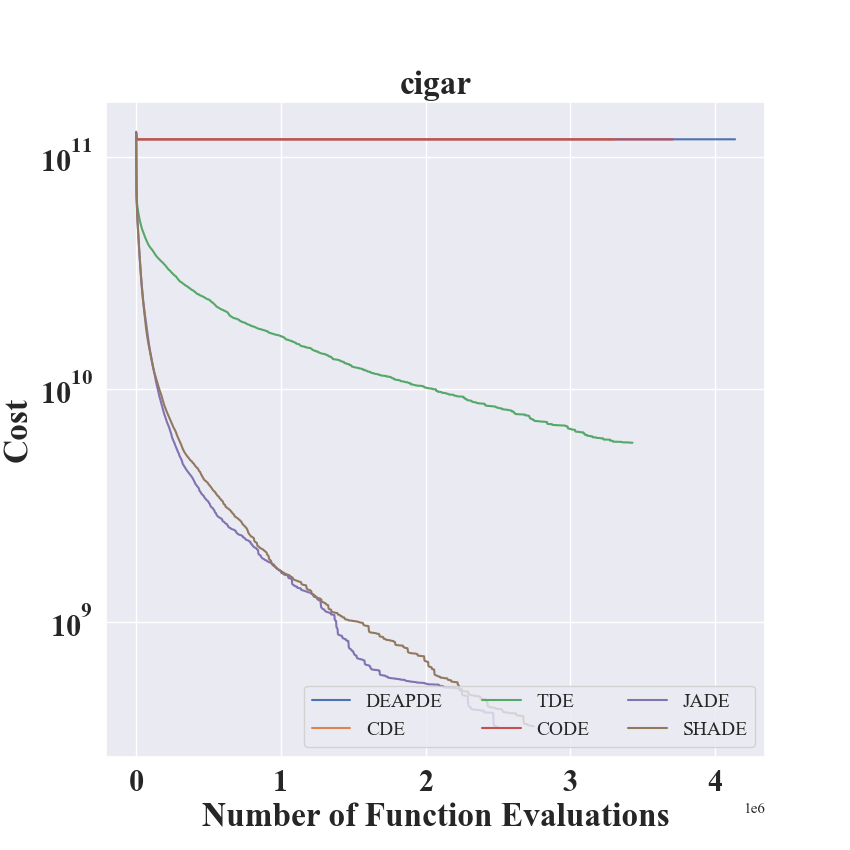 cigar
10^11
10^10
10^9
Cost
DEAPDE TDE JADE
CDE CODE SHADE
0 1 2 3 4
Number of Function Evaluations 1e6